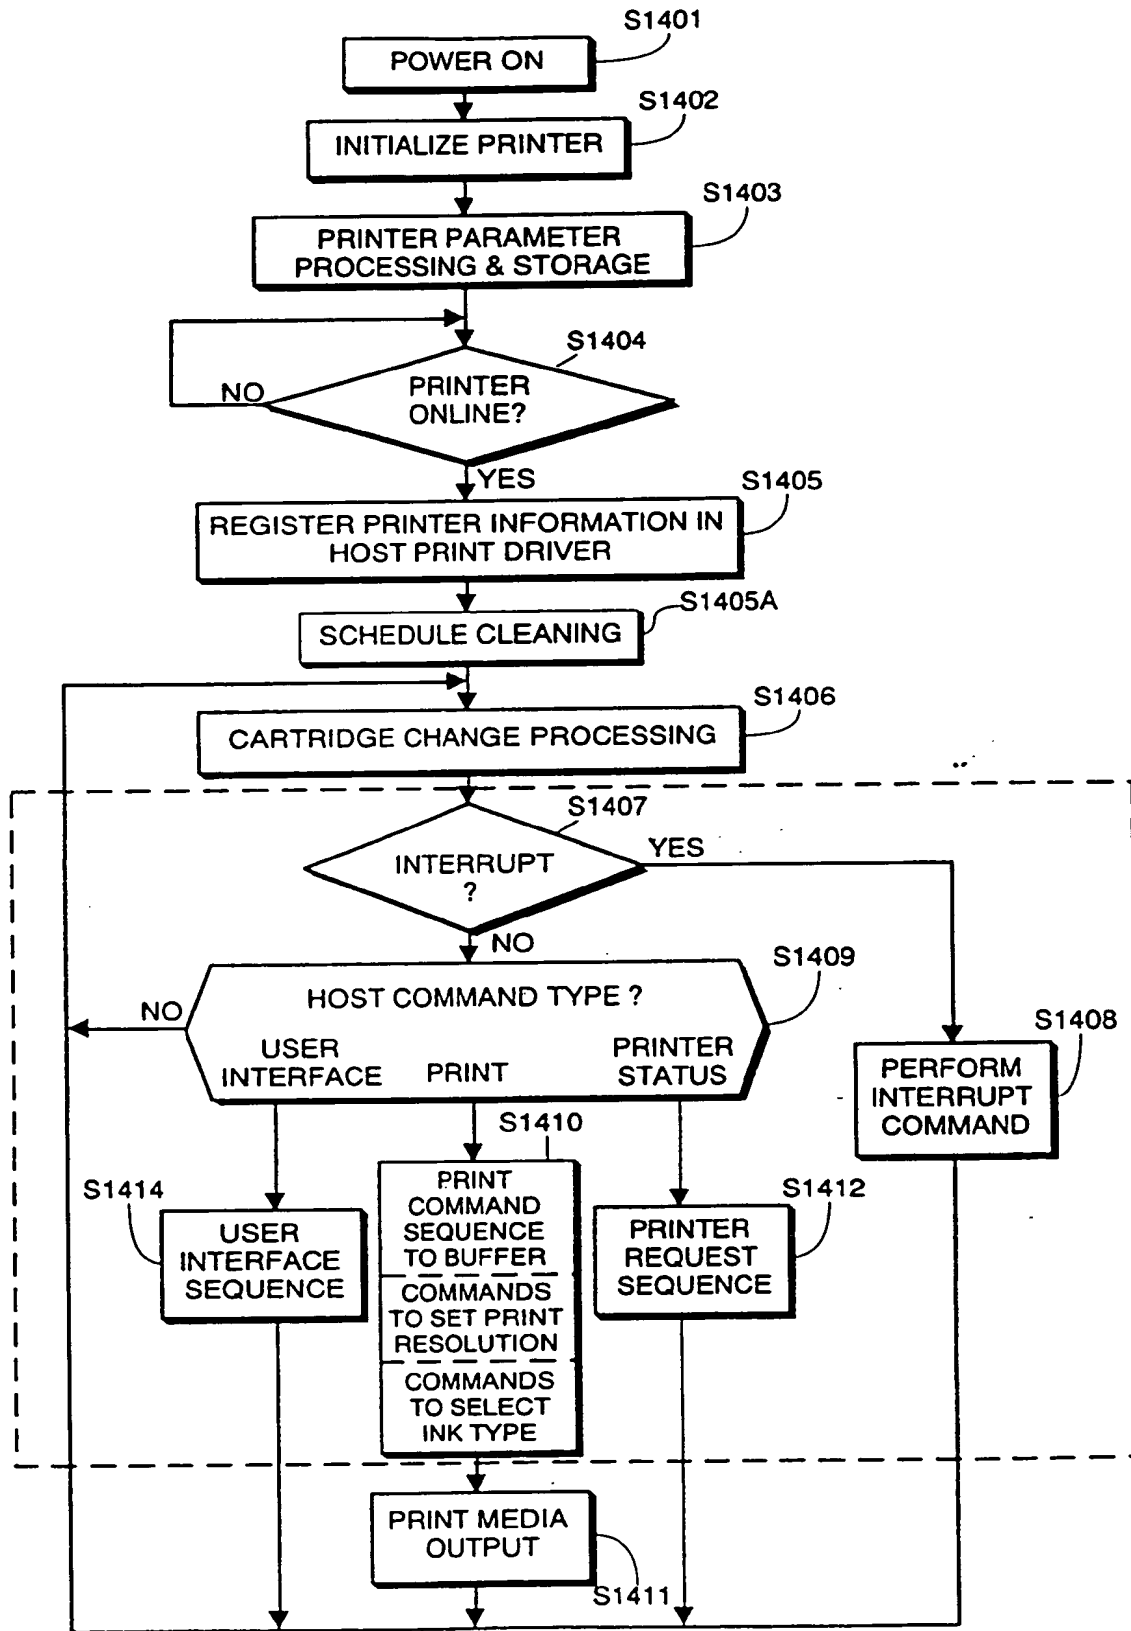 S1401
POWER ON
S1402
INITIALIZE PRINTER
S1403
PRINTER PARAMETER
PROCESSING & STORAGE
S1404
PRINTER
ONLINE?
NO
YES
S1405
REGISTER PRINTER INFORMATION IN
HOST PRINT DRIVER
S1405A
SCHEDULE CLEANING
S1406
CARTRIDGE CHANGE PROCESSING
S1407
INTERRUPT
?
YES
NO
S1409
HOST COMMAND TYPE ?
NO
USER
INTERFACE
PRINT
PRINTER
STATUS
S1408
PERFORM
INTERRUPT
COMMAND
S1410
PRINT
COMMAND
SEQUENCE
TO BUFFER
COMMANDS
TO SET PRINT
RESOLUTION
COMMANDS
TO SELECT
INK TYPE
S1414
USER
INTERFACE
SEQUENCE
S1412
PRINTER
REQUEST
SEQUENCE
PRINT MEDIA
OUTPUT
S1411